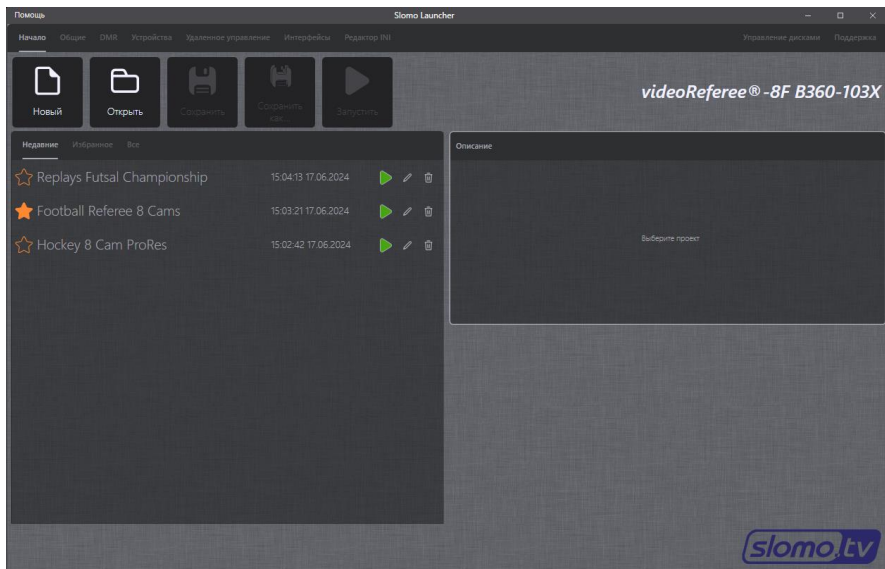 Помощь
Slomo Launcher
Начало Общие DMR Устройства Удаленное управление Интерфейсы Редактор INI Управление дисками Поддержка
Новый Открыть Сохранить Сохранить как... Запустить
videoReferee®-8F B360-103X
Недавние Избранное Все
Описание
Replays Futsal Championship 15:04:13 17.06.2024
Football Referee 8 Cams 15:03:21 17.06.2024
Hockey 8 Cam ProRes 15:02:42 17.06.2024
Выберите проект
slomo.tv